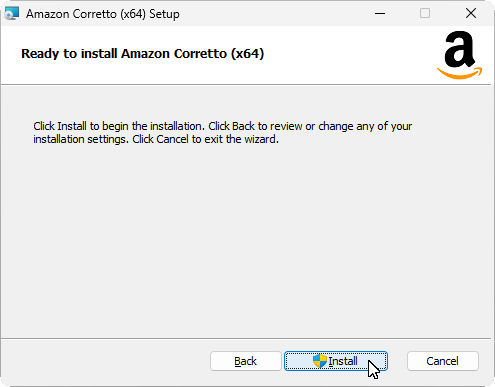 Amazon Corretto (x64) Setup
Ready to install Amazon Corretto (x64)
a
Click Install to begin the installation. Click Back to review or change any of your
installation settings. Click Cancel to exit the wizard.
Back Install Cancel